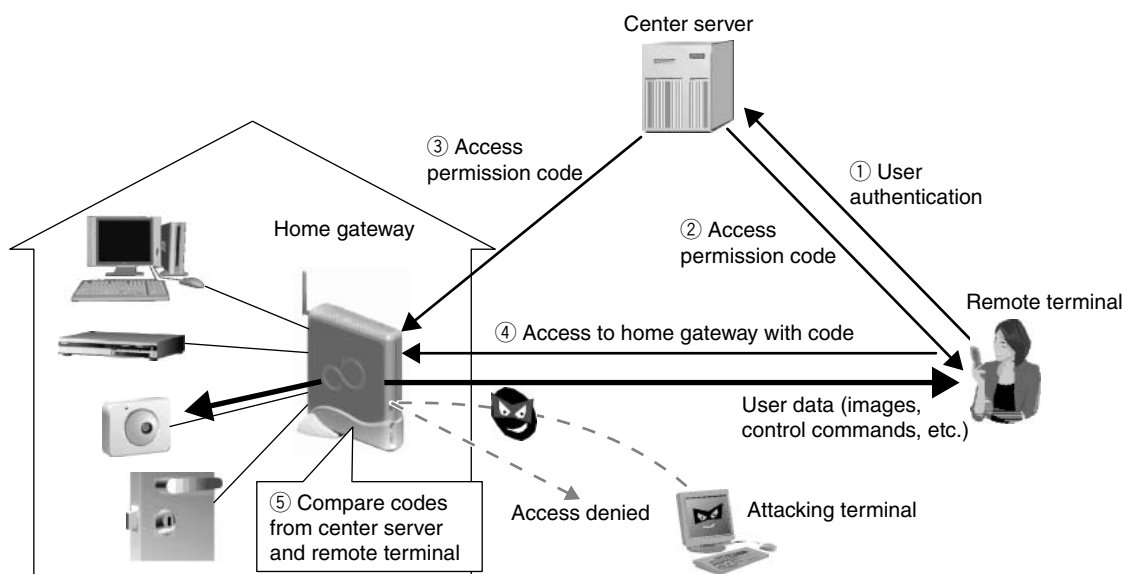 Center server
③ Access
permission code
① User
authentication
Home gateway
② Access
permission code
Remote terminal
④ Access to home gateway with code
User data (images,
control commands, etc.)
⑤ Compare codes
from center server
and remote terminal
Access denied
Attacking terminal